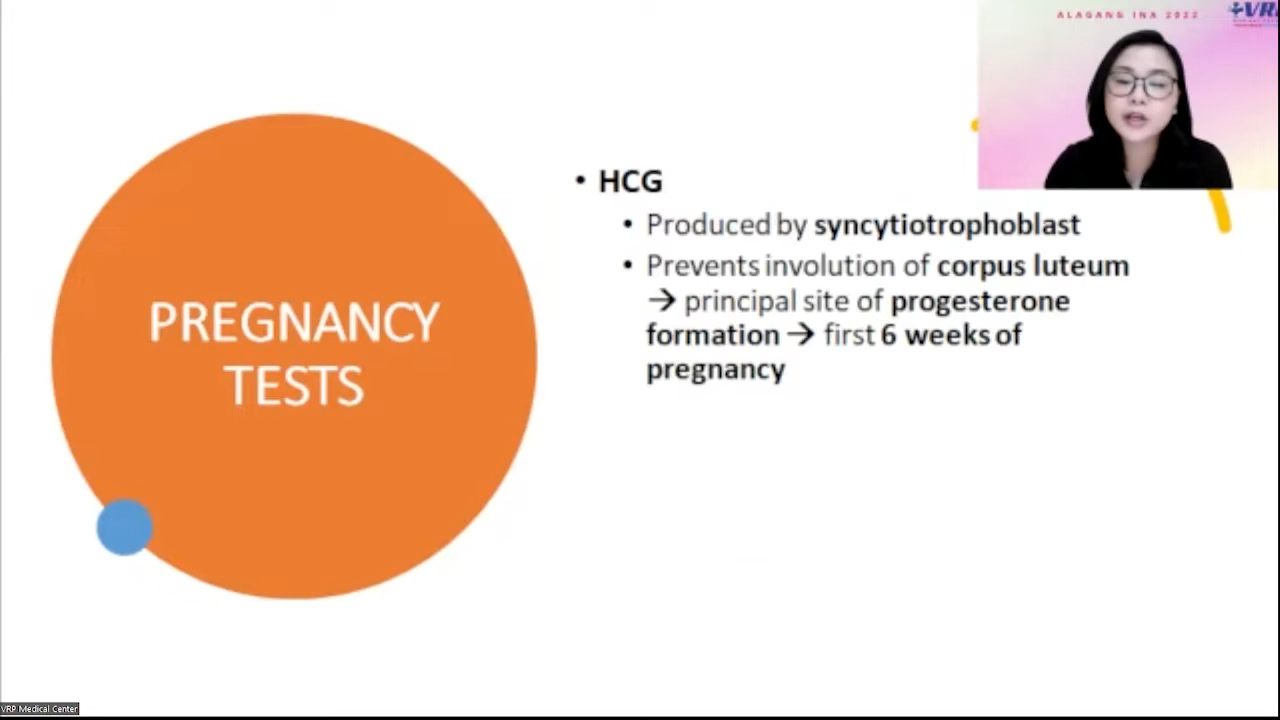 ALAGANG INA 2022
VR
PREGNANCY
TESTS
• HCG
• Produced by syncytiotrophoblast
• Prevents involution of corpus luteum
→ principal site of progesterone
formation → first 6 weeks of
pregnancy
VRP Medical Center